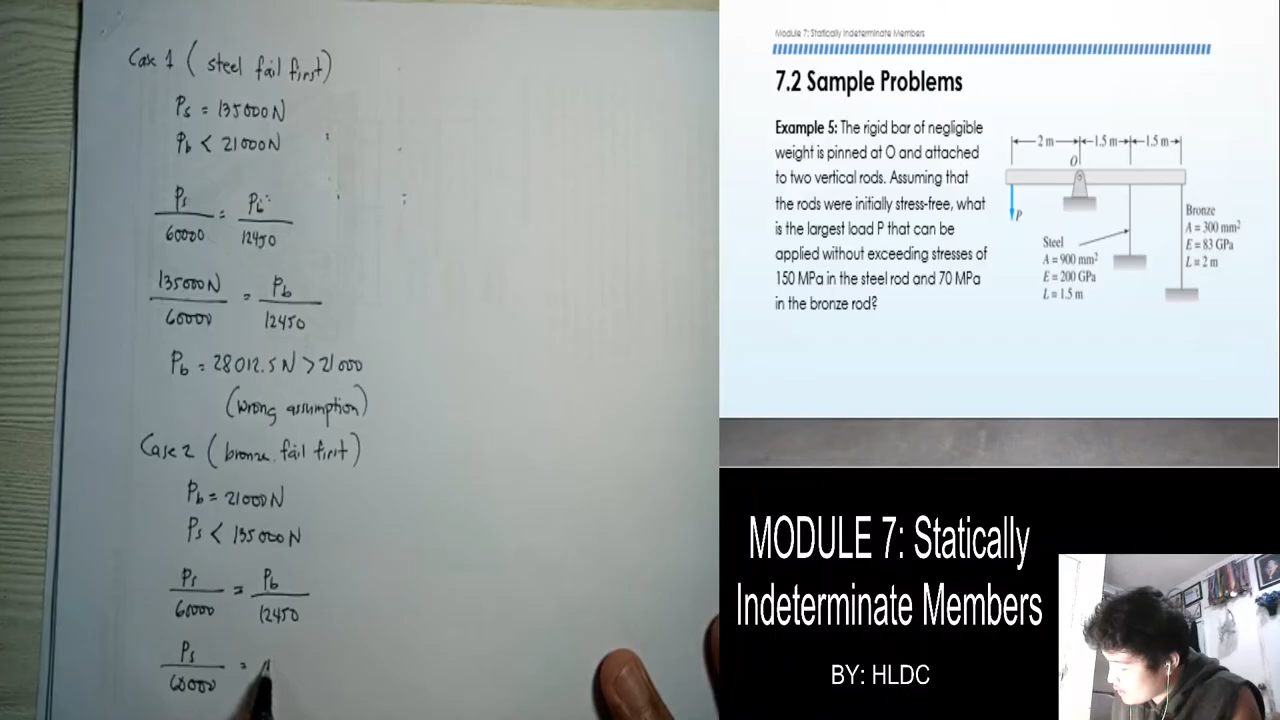 Case 1 (steel fail first)
Ps = 135000N
Pb < 21000N
Ps/60000 = Pb/12450
135000N/60000 = Pb/12450
Pb = 28012.5 N > 21000
(wrong assumption)
Case 2 (bronze fail first)
Pb = 21000N
Ps < 135000N
Ps/60000 = Pb/12450
Ps/60000 =
Module 7: Statically Indeterminate Members
7.2 Sample Problems
Example 5: The rigid bar of negligible
weight is pinned at O and attached
to two vertical rods. Assuming that
the rods were initially stress-free, what
is the largest load P that can be
applied without exceeding stresses of
150 MPa in the steel rod and 70 MPa
in the bronze rod?
2 m 1.5 m 1.5 m
O
P
Steel
A = 900 mm²
E = 200 GPa
L = 1.5 m
Bronze
A = 300 mm²
E = 83 GPa
L = 2 m
MODULE 7: Statically
Indeterminate Members
BY: HLDC